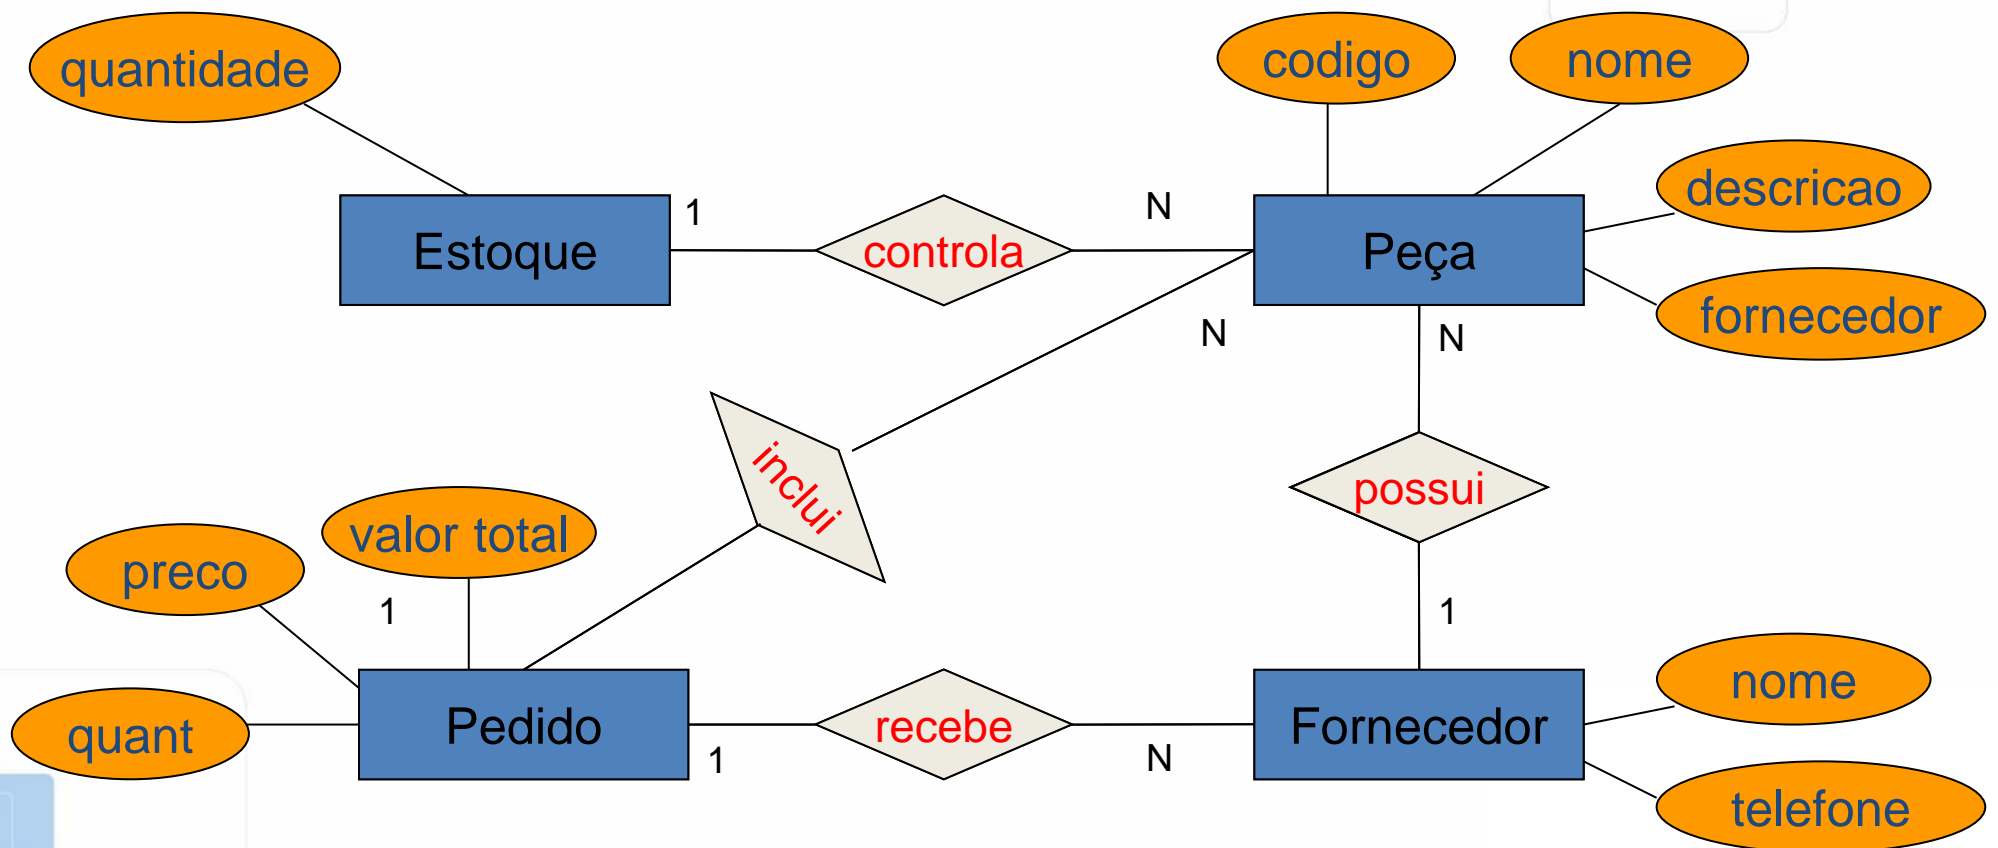 quantidade
codigo
nome
descricao
1
N
Estoque
controla
Peça
fornecedor
N
N
inclui
possui
valor total
preco
1
1
nome
quant
Pedido
recebe
Fornecedor
1
N
telefone